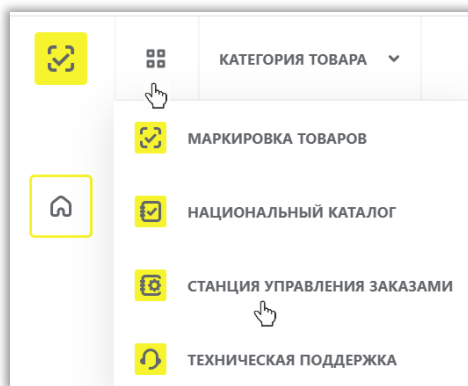 КАТЕГОРИЯ ТОВАРА
МАРКИРОВКА ТОВАРОВ
НАЦИОНАЛЬНЫЙ КАТАЛОГ
СТАНЦИЯ УПРАВЛЕНИЯ ЗАКАЗАМИ
ТЕХНИЧЕСКАЯ ПОДДЕРЖКА